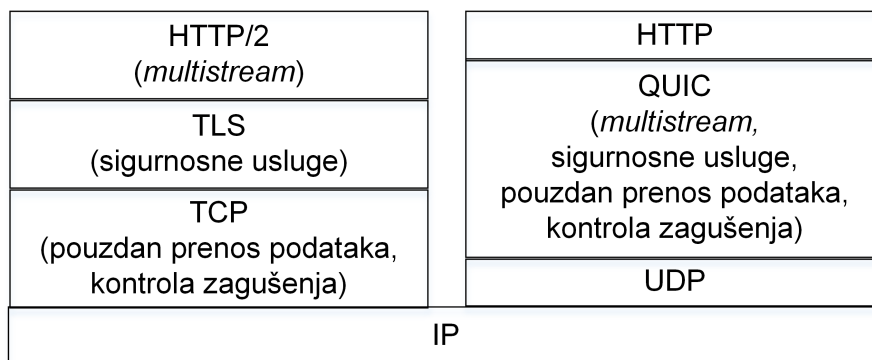 HTTP/2
(multistream)
TLS
(sigurnosne usluge)
TCP
(pouzdan prenos podataka,
kontrola zagušenja)
HTTP
QUIC
(multistream,
sigurnosne usluge,
pouzdan prenos podataka,
kontrola zagušenja)
UDP
IP